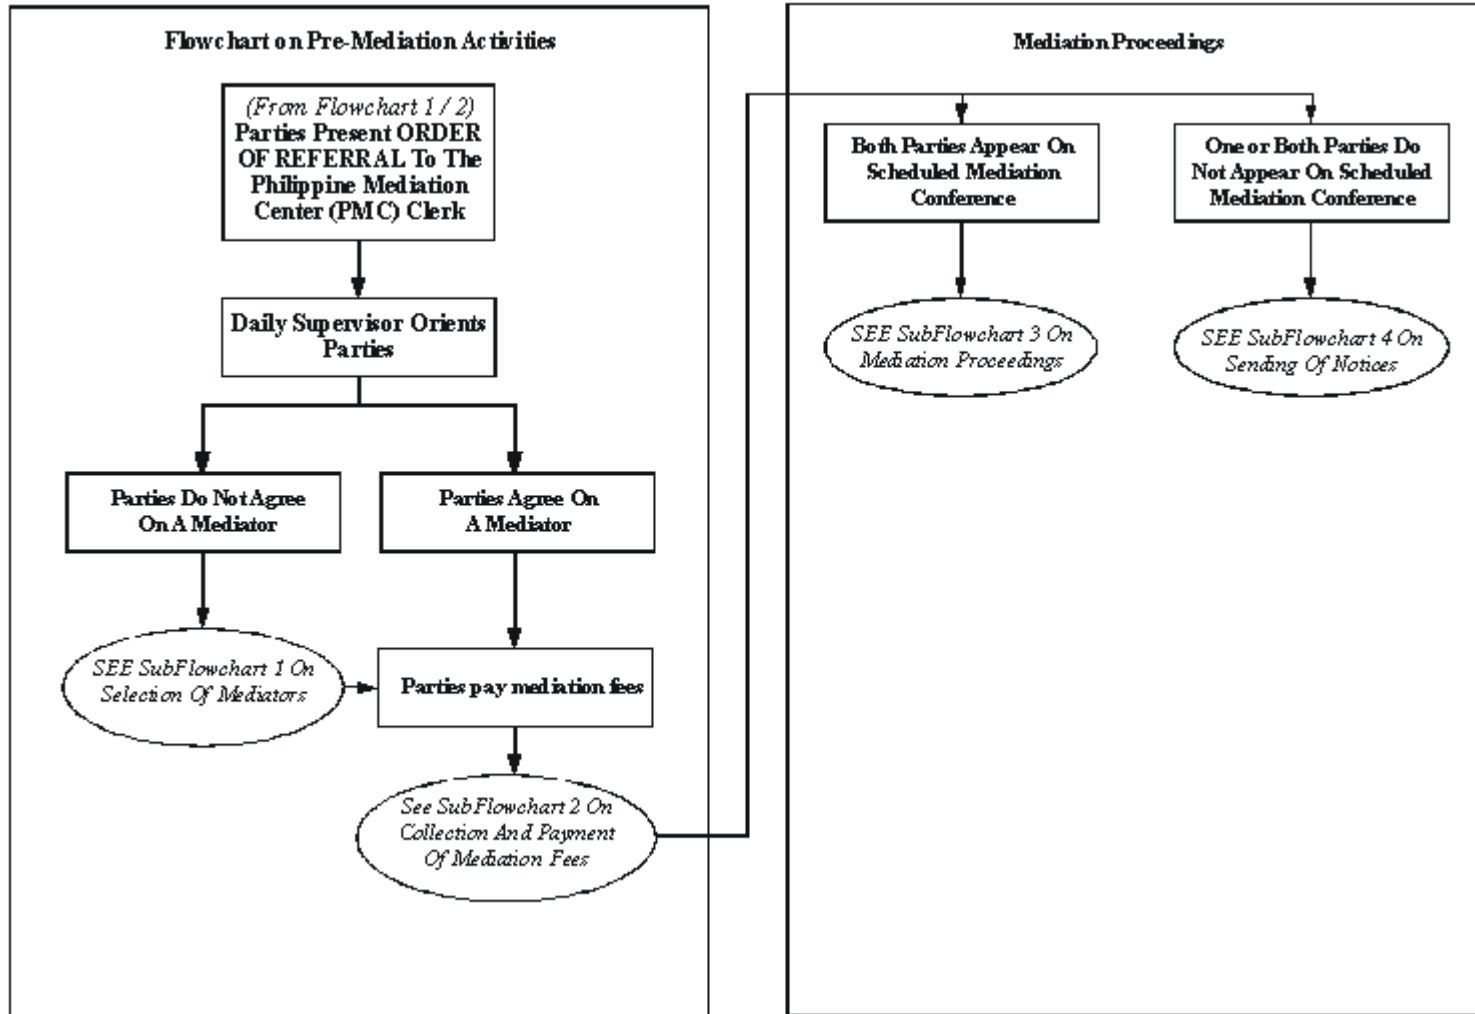 Flowchart on Pre-Mediation Activities
(From Flowchart 1 / 2)
Parties Present ORDER
OF REFERRAL To The
Philippine Mediation
Center (PMC) Clerk
Daily Supervisor Orients
Parties
Parties Do Not Agree
On A Mediator
Parties Agree On
A Mediator
SEE SubFlowchart 1 On
Selection Of Mediators
Parties pay mediation fees
See SubFlowchart 2 On
Collection And Payment
Of Mediation Fees
Mediation Proceedings
Both Parties Appear On
Scheduled Mediation
Conference
One or Both Parties Do
Not Appear On Scheduled
Mediation Conference
SEE SubFlowchart 3 On
Mediation Proceedings
SEE SubFlowchart 4 On
Sending Of Notices